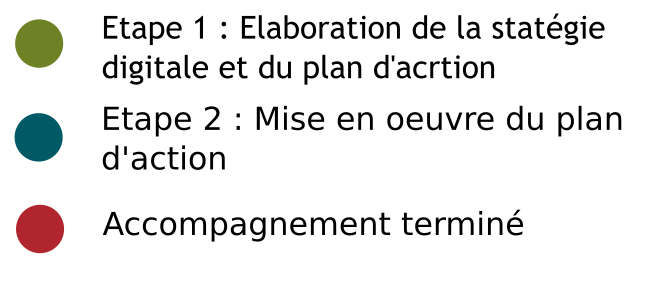 Etape 1 : Elaboration de la statégie
digitale et du plan d'acrtion
Etape 2 : Mise en oeuvre du plan
d'action
Accompagnement terminé